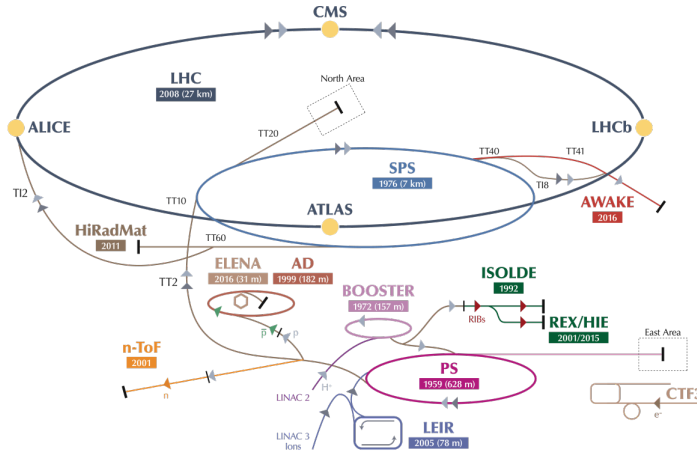 CMS
LHC
2008 (27 km)
North Area
ALICE
LHCb
TT20
TT40
TT41
SPS
1976 (7 km)
TI8
TI2
TT10
AWAKE
2016
ATLAS
HiRadMat
2011
TT60
ELENA
2016 (31 m)
AD
1999 (182 m)
TT2
BOOSTER
1972 (157 m)
ISOLDE
1992
RIBs
REX/HIE
2001/2015
East Area
p
p
n-ToF
2001
n
PS
1959 (628 m)
H+
LINAC 2
CTF3
e-
LINAC 3
Ions
LEIR
2005 (78 m)